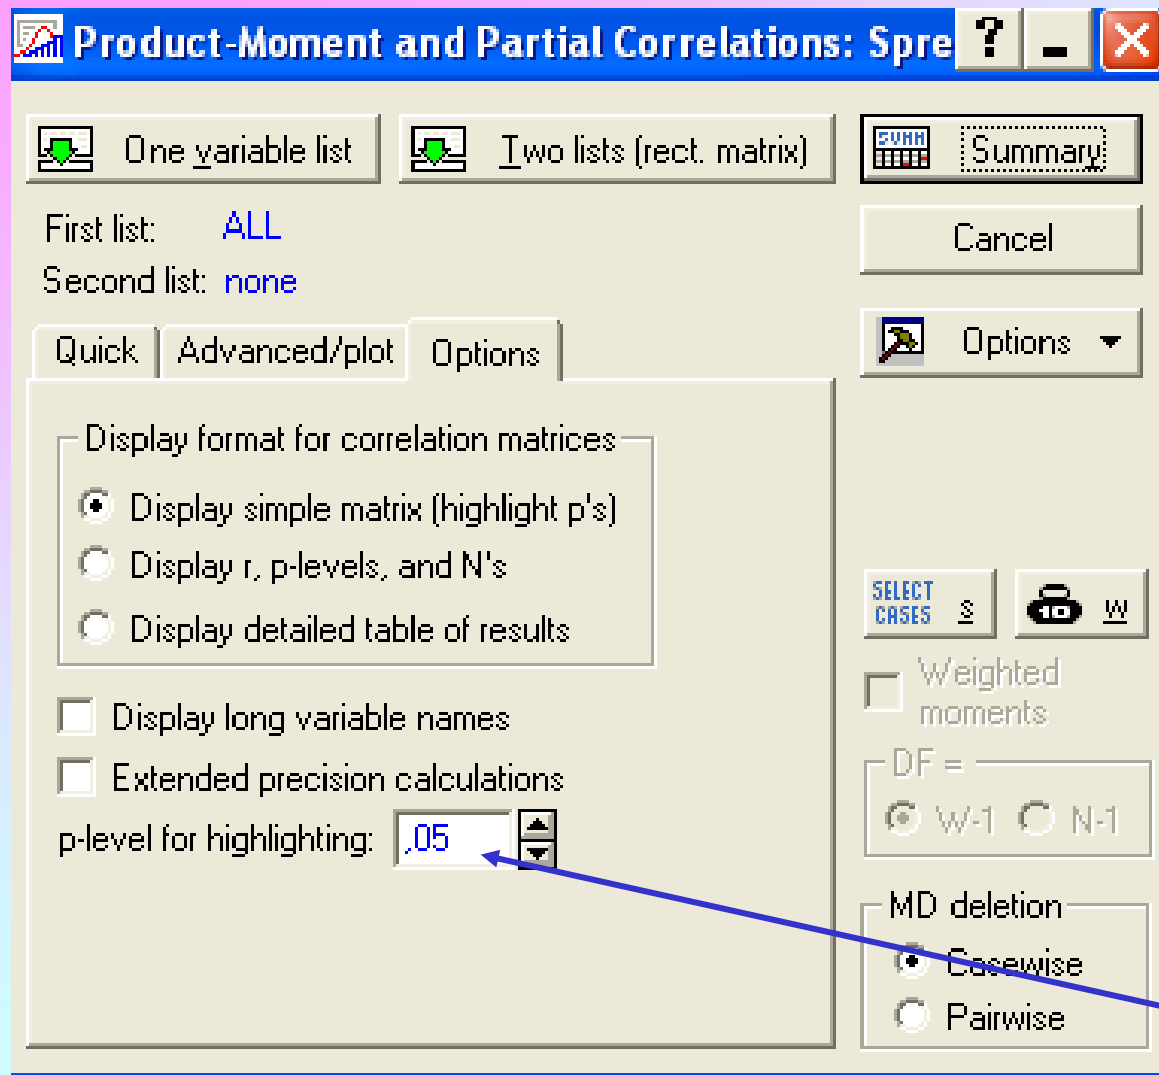 Product-Moment and Partial Correlations: Spre
One variable list
Two lists (rect. matrix)
SUMM
Summary
First list: ALL
Cancel
Second list: none
Quick
Advanced/plot
Options
Options
Display format for correlation matrices
Display simple matrix (highlight p's)
Display r, p-levels, and N's
Display detailed table of results
SELECT
CASES
S
10
W
Weighted
moments
Display long variable names
Extended precision calculations
DF =
W-1
N-1
p-level for highlighting: ,05
MD deletion
Casewise
Pairwise